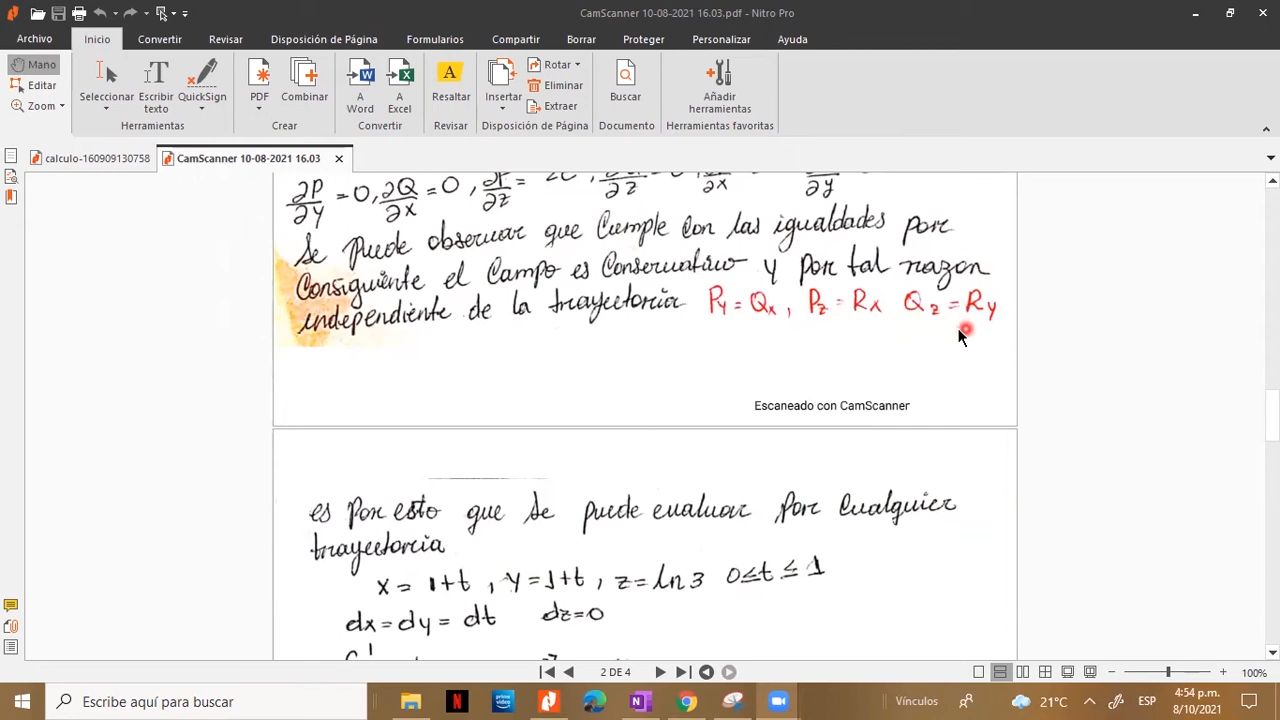 CamScanner 10-08-2021 16.03.pdf - Nitro Pro
Archivo Inicio Convertir Revisar Disposición de Página Formularios Compartir Borrar Proteger Personalizar Ayuda
Mano
Editar
Zoom
Seleccionar
Escribir texto
QuickSign
Herramientas
PDF
Combinar
Crear
A Word
A Excel
Convertir
Resaltar
Revisar
Insertar
Rotar
Eliminar
Extraer
Disposición de Página
Buscar
Documento
Añadir herramientas
Herramientas favoritas
calculo-160909130758 CamScanner 10-08-2021 16.03
∂P/∂y = 0, ∂Q/∂x = 0, ∂P/∂z =
Se puede observar que Cumple Con las igualdades por
Consiguiente el Campo es Conservativo y por tal razon
independiente de la trayectoria Py = Qx, Pz = Rx Qz = Ry
Escaneado con CamScanner
es por esto que se puede evaluar por Cualquier
trayectoria
x = 1+t, y = 1+t, z = ln 3 0≤t≤1
dx = dy = dt dz=0
2 DE 4
100%
Escribe aquí para buscar
Vínculos
21°C
ESP
4:54 p.m.
8/10/2021